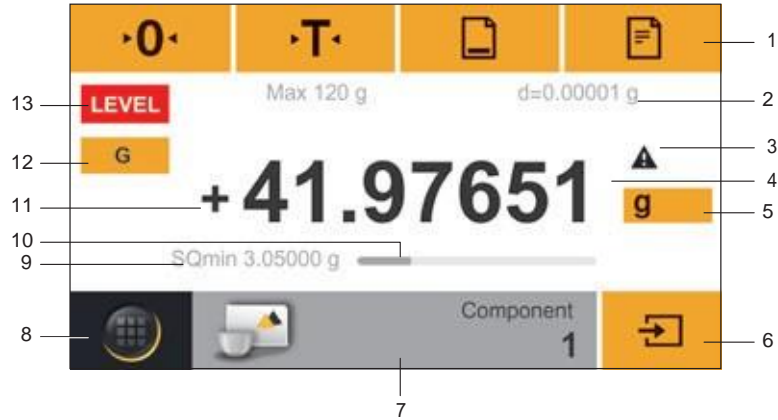 0 T
1
Max 120 g d=0.00001 g
2
13 LEVEL
3
12 G
4
11 +41.97651
g 5
10
9 SQmin 3.05000 g
Component
8 6
1
7